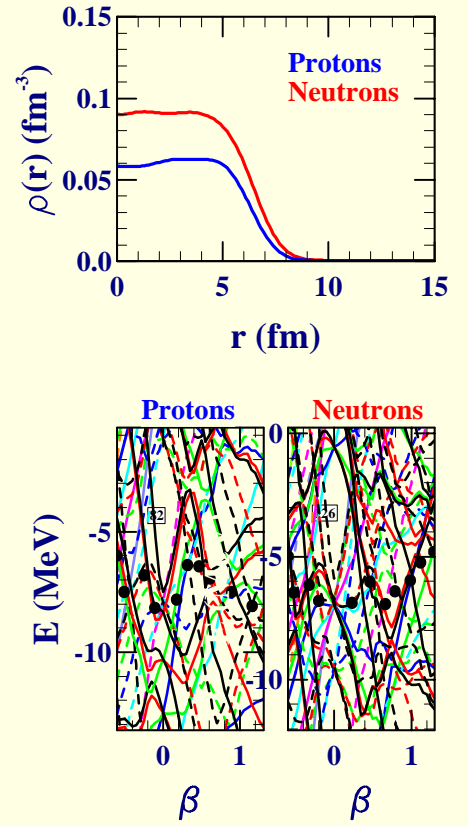 0.15
Protons
Neutrons
0.1
0.05
0.0
ρ(r) (fm⁻³)
0 5 10 15
r (fm)
Protons Neutrons
0
82 26
-5 -5
E (MeV)
-10 -10
0 1 0 1
β β